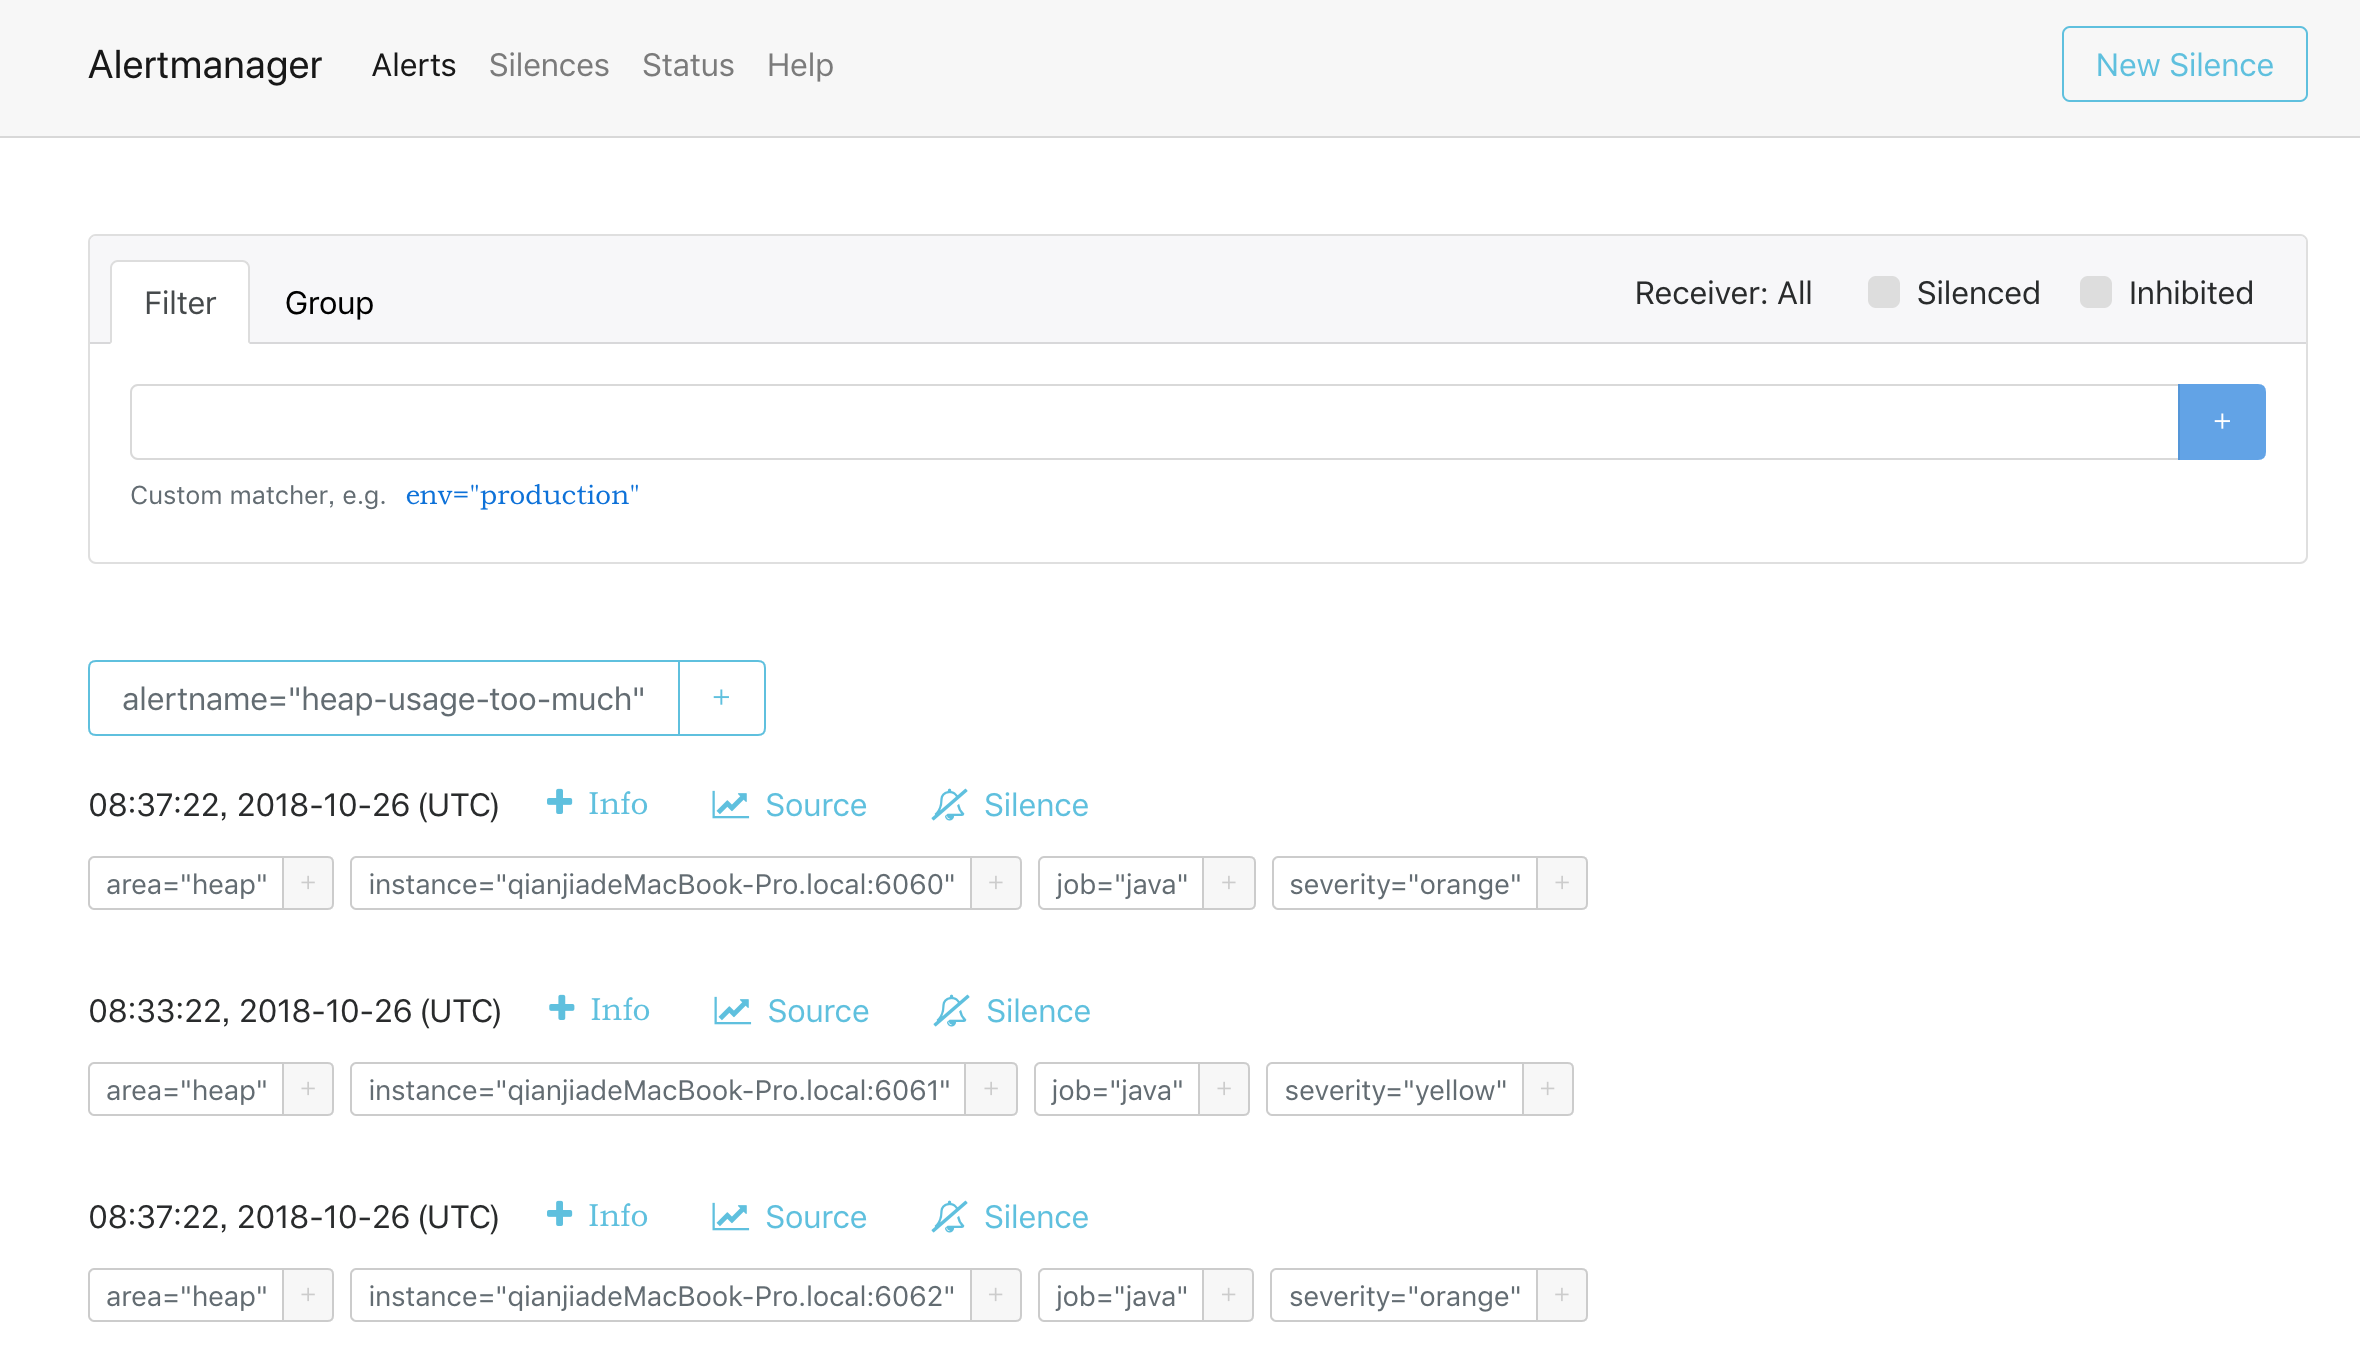 Alertmanager Alerts Silences Status Help New Silence
Filter Group Receiver: All Silenced Inhibited
+
Custom matcher, e.g. env="production"
alertname="heap-usage-too-much" +
08:37:22, 2018-10-26 (UTC) + Info Source Silence
area="heap" + instance="qianjiadeMacBook-Pro.local:6060" + job="java" + severity="orange" +
08:33:22, 2018-10-26 (UTC) + Info Source Silence
area="heap" + instance="qianjiadeMacBook-Pro.local:6061" + job="java" + severity="yellow" +
08:37:22, 2018-10-26 (UTC) + Info Source Silence
area="heap" + instance="qianjiadeMacBook-Pro.local:6062" + job="java" + severity="orange" +